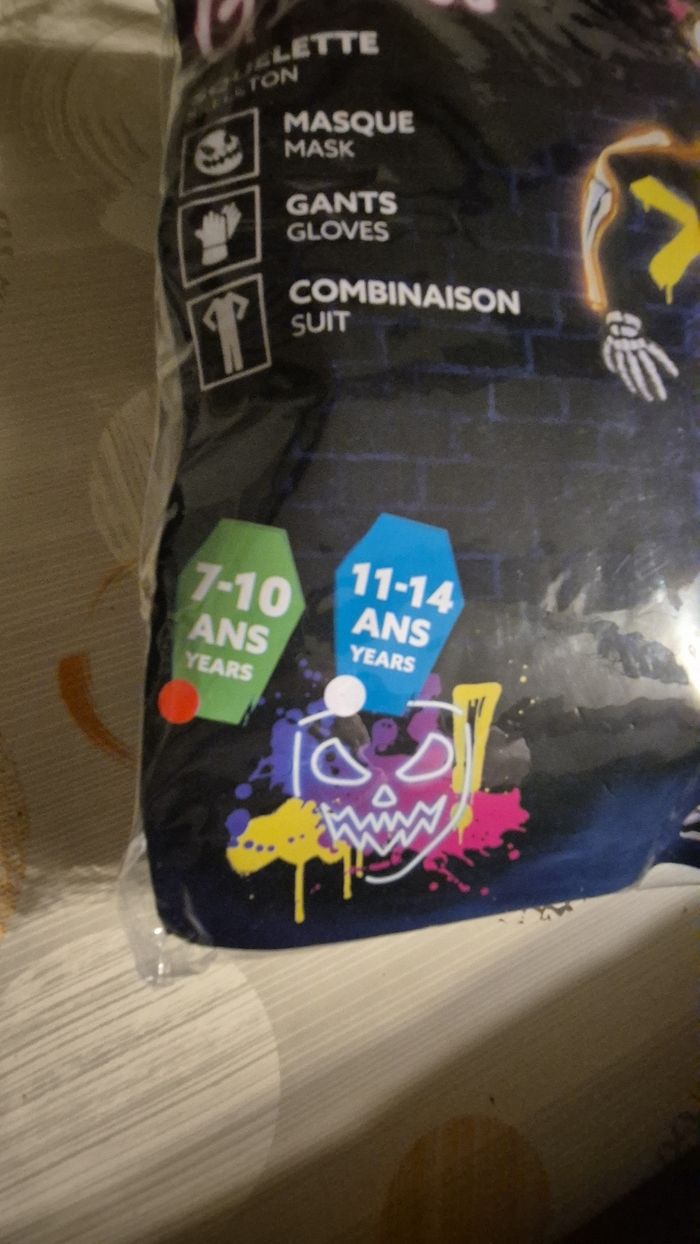 MASQUE
MASK
GANTS
GLOVES
COMBINAISON
SUIT
7-10
ANS
YEARS
11-14
ANS
YEARS